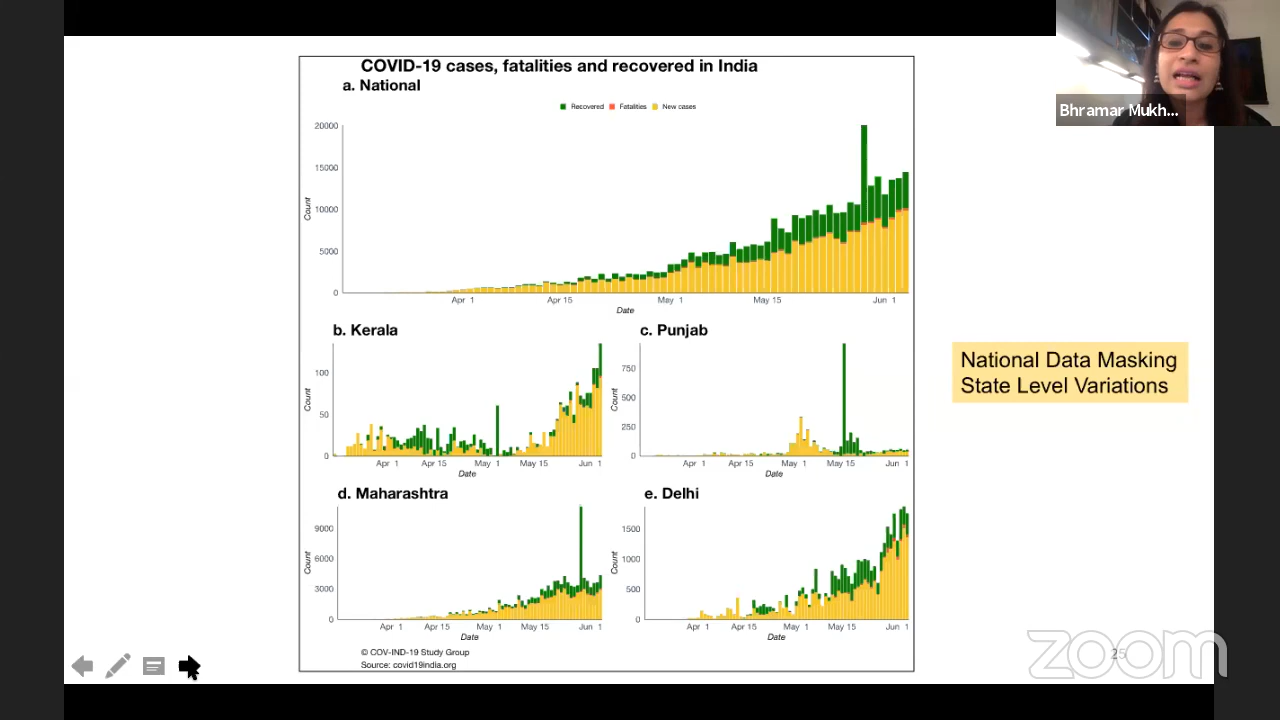 COVID-19 cases, fatalities and recovered in India
a. National
Recovered Fatalities New cases
20000
15000
10000
5000
0
Count
Apr 1 Apr 15 May 1 May 15 Jun 1
Date
b. Kerala
100
50
0
Count
Apr 1 Apr 15 May 1 May 15 Jun 1
Date
c. Punjab
750
500
250
0
Count
Apr 1 Apr 15 May 1 May 15 Jun 1
Date
d. Maharashtra
9000
6000
3000
0
Count
Apr 1 Apr 15 May 1 May 15 Jun 1
Date
e. Delhi
1500
1000
500
0
Count
Apr 1 Apr 15 May 1 May 15 Jun 1
Date
© COV-IND-19 Study Group
Source: covid19india.org
National Data Masking
State Level Variations
Bhramar Mukh...
25
zoom